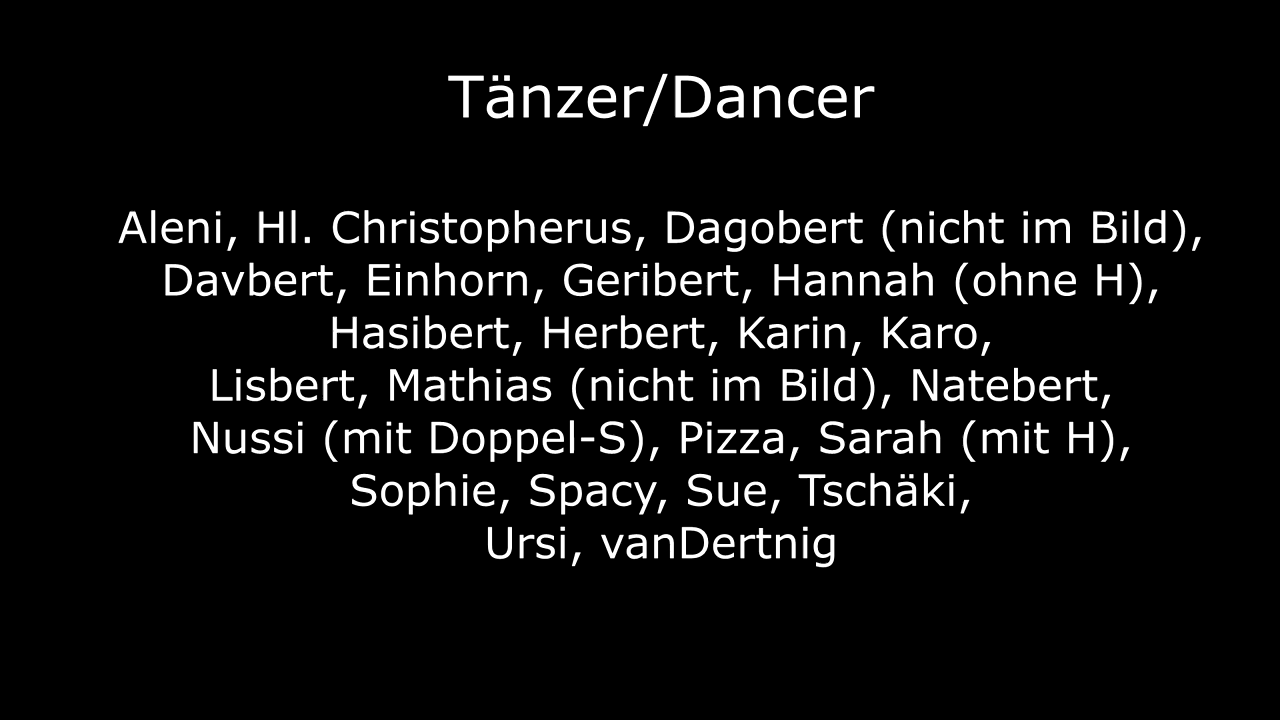 Tänzer/Dancer
Aleni, Hl. Christopherus, Dagobert (nicht im Bild),
Davbert, Einhorn, Geribert, Hannah (ohne H),
Hasibert, Herbert, Karin, Karo,
Lisbert, Mathias (nicht im Bild), Natebert,
Nussi (mit Doppel-S), Pizza, Sarah (mit H),
Sophie, Spacy, Sue, Tschäki,
Ursi, vanDertnig